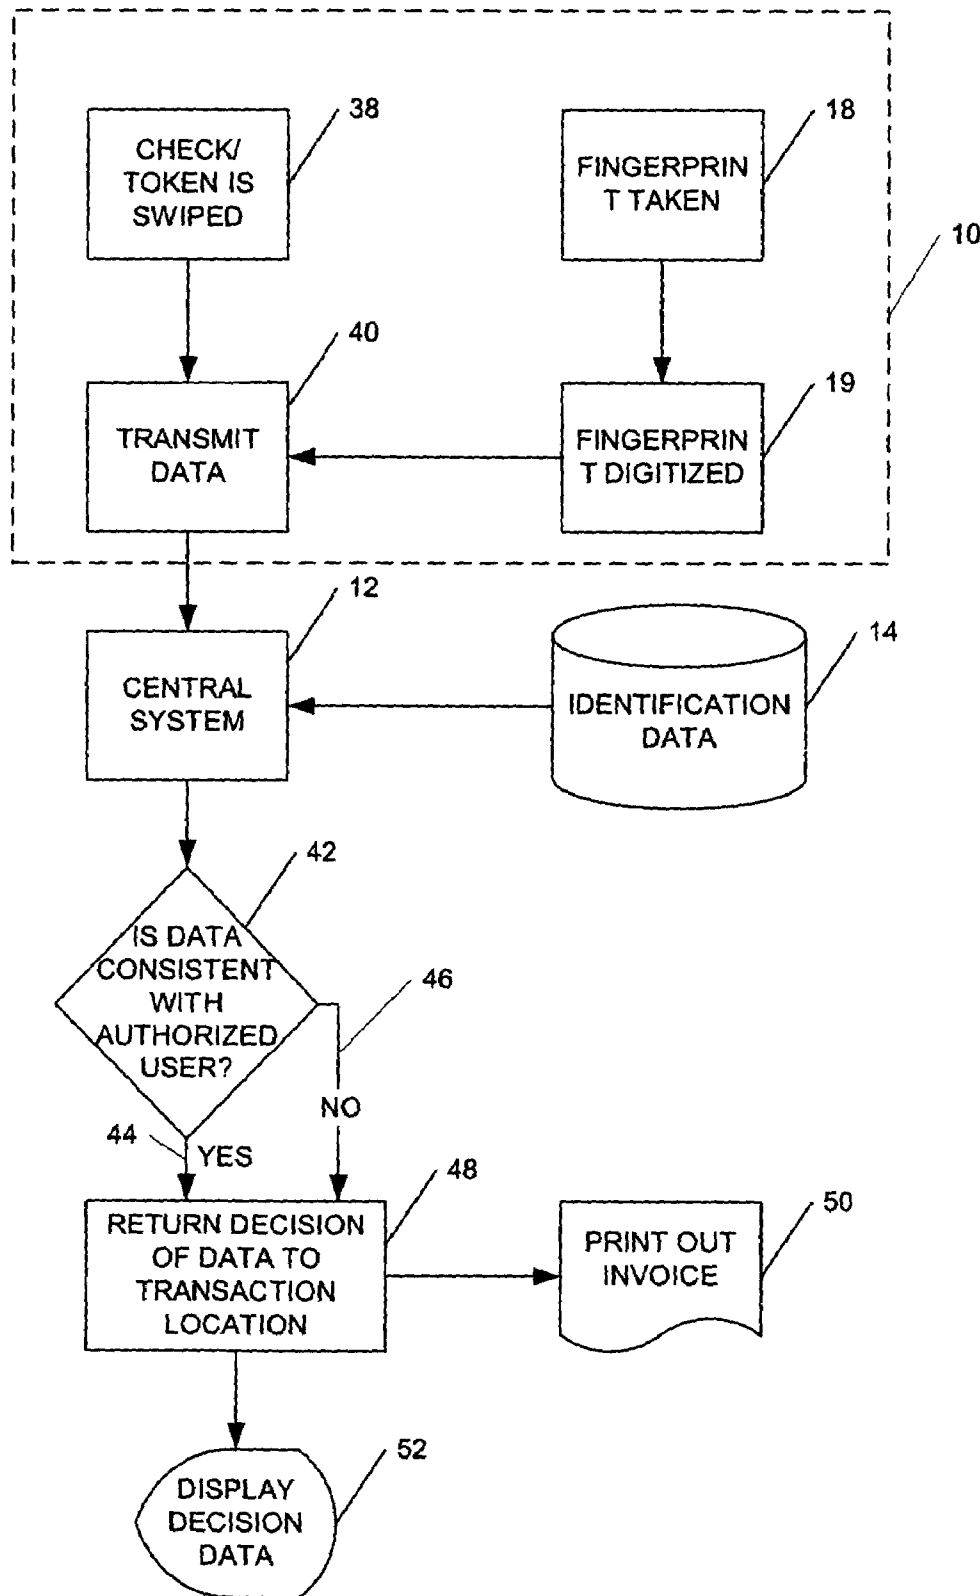 38
CHECK/
TOKEN IS
SWIPED
18
FINGERPRIN
T TAKEN
10
40
TRANSMIT
DATA
19
FINGERPRIN
T DIGITIZED
12
CENTRAL
SYSTEM
14
IDENTIFICATION
DATA
42
IS DATA
CONSISTENT
WITH
AUTHORIZED
USER?
46
NO
44
YES
48
RETURN DECISION
OF DATA TO
TRANSACTION
LOCATION
50
PRINT OUT
INVOICE
52
DISPLAY
DECISION
DATA